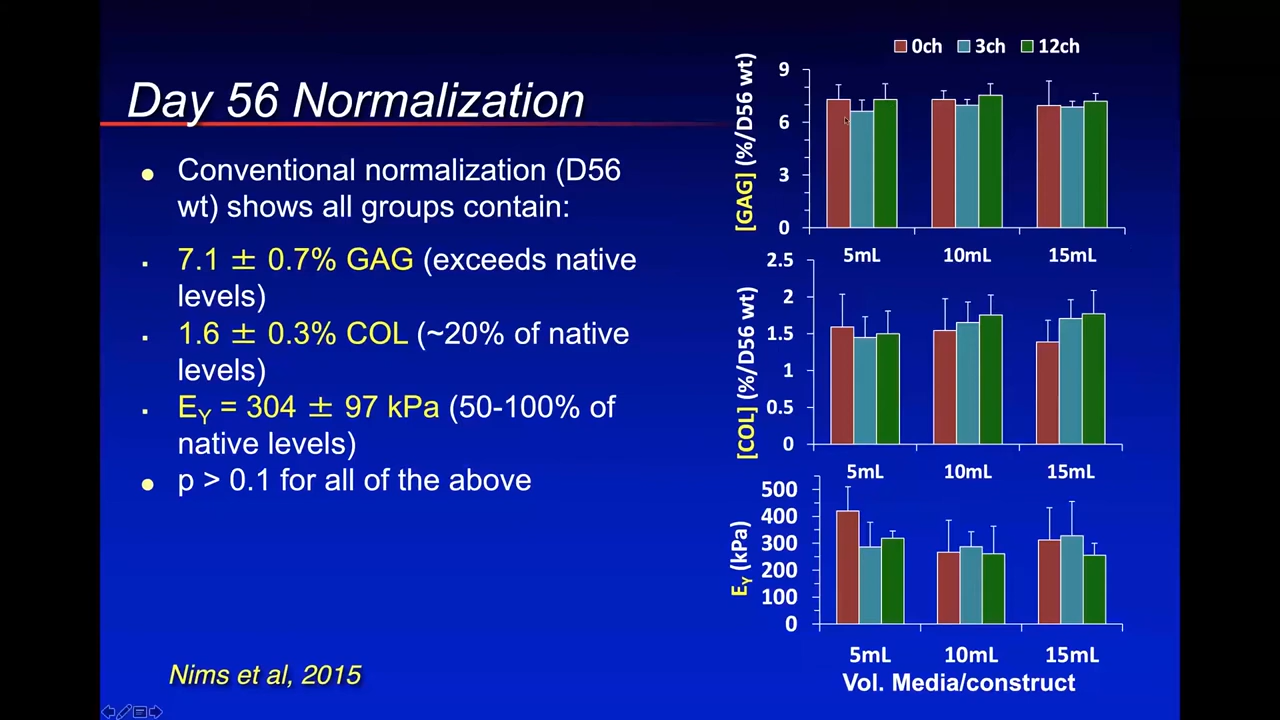 Day 56 Normalization
● Conventional normalization (D56
wt) shows all groups contain:
▪ 7.1 ± 0.7% GAG (exceeds native
levels)
▪ 1.6 ± 0.3% COL (~20% of native
levels)
▪ EY = 304 ± 97 kPa (50-100% of
native levels)
● p > 0.1 for all of the above
Nims et al, 2015
0ch 3ch 12ch
[GAG] (%/D56 wt)
9
6
3
0
5mL 10mL 15mL
[COL] (%/D56 wt)
2.5
2
1.5
1
0.5
0
5mL 10mL 15mL
EY (kPa)
500
400
300
200
100
0
5mL 10mL 15mL
Vol. Media/construct